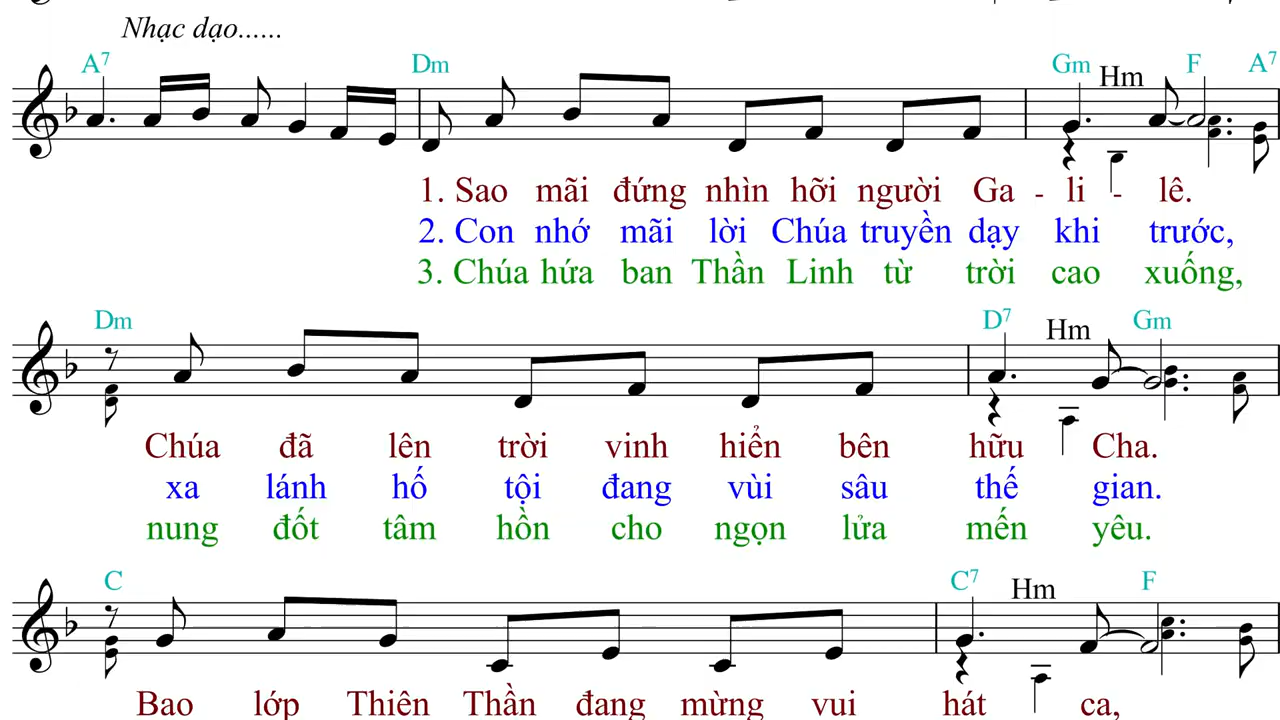 Nhạc dạo......
A7 Dm Gm Hm F A7
1. Sao mãi đứng nhìn hỡi người Ga - li - lê.
2. Con nhớ mãi lời Chúa truyền dạy khi trước,
3. Chúa hứa ban Thần Linh từ trời cao xuống,
Dm D7 Hm Gm
Chúa đã lên trời vinh hiển bên hữu Cha.
xa lánh hố tội đang vùi sâu thế gian.
nung đốt tâm hồn cho ngọn lửa mến yêu.
C C7 Hm F
Bao lớp Thiên Thần đang mừng vui hát ca,